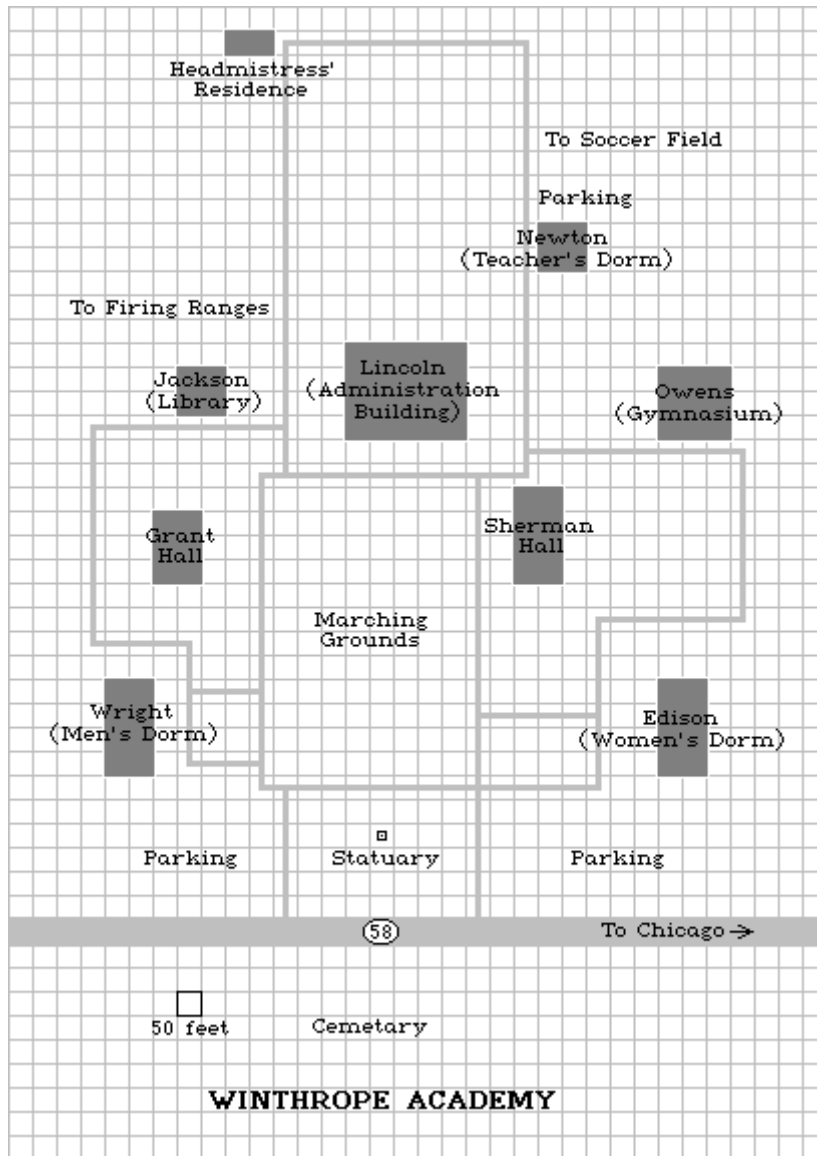 Headmistress'
Residence
To Soccer Field
Parking
Newton
(Teacher's Dorm)
To Firing Ranges
Lincoln
(Administration
Building)
Jackson
(Library)
Owens
(Gymnasium)
Grant
Hall
Sherman
Hall
Marching
Grounds
Wright
(Men's Dorm)
Edison
(Women's Dorm)
Parking
Statuary
Parking
58
To Chicago
50 feet
Cemetary
WINTHROPE ACADEMY